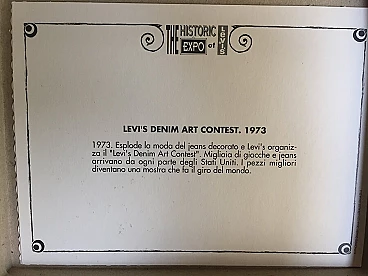 THE HISTORIC EXPO of LEVI'S
LEVI'S DENIM ART CONTEST. 1973
1973. Esplode la moda del jeans decorato e Levi's organiz-
za il "Levi's Denim Art Contest". Migliaia di giacche e jeans
arrivano da ogni parte degli Stati Uniti. I pezzi migliori
diventano una mostra che fa il giro del mondo.